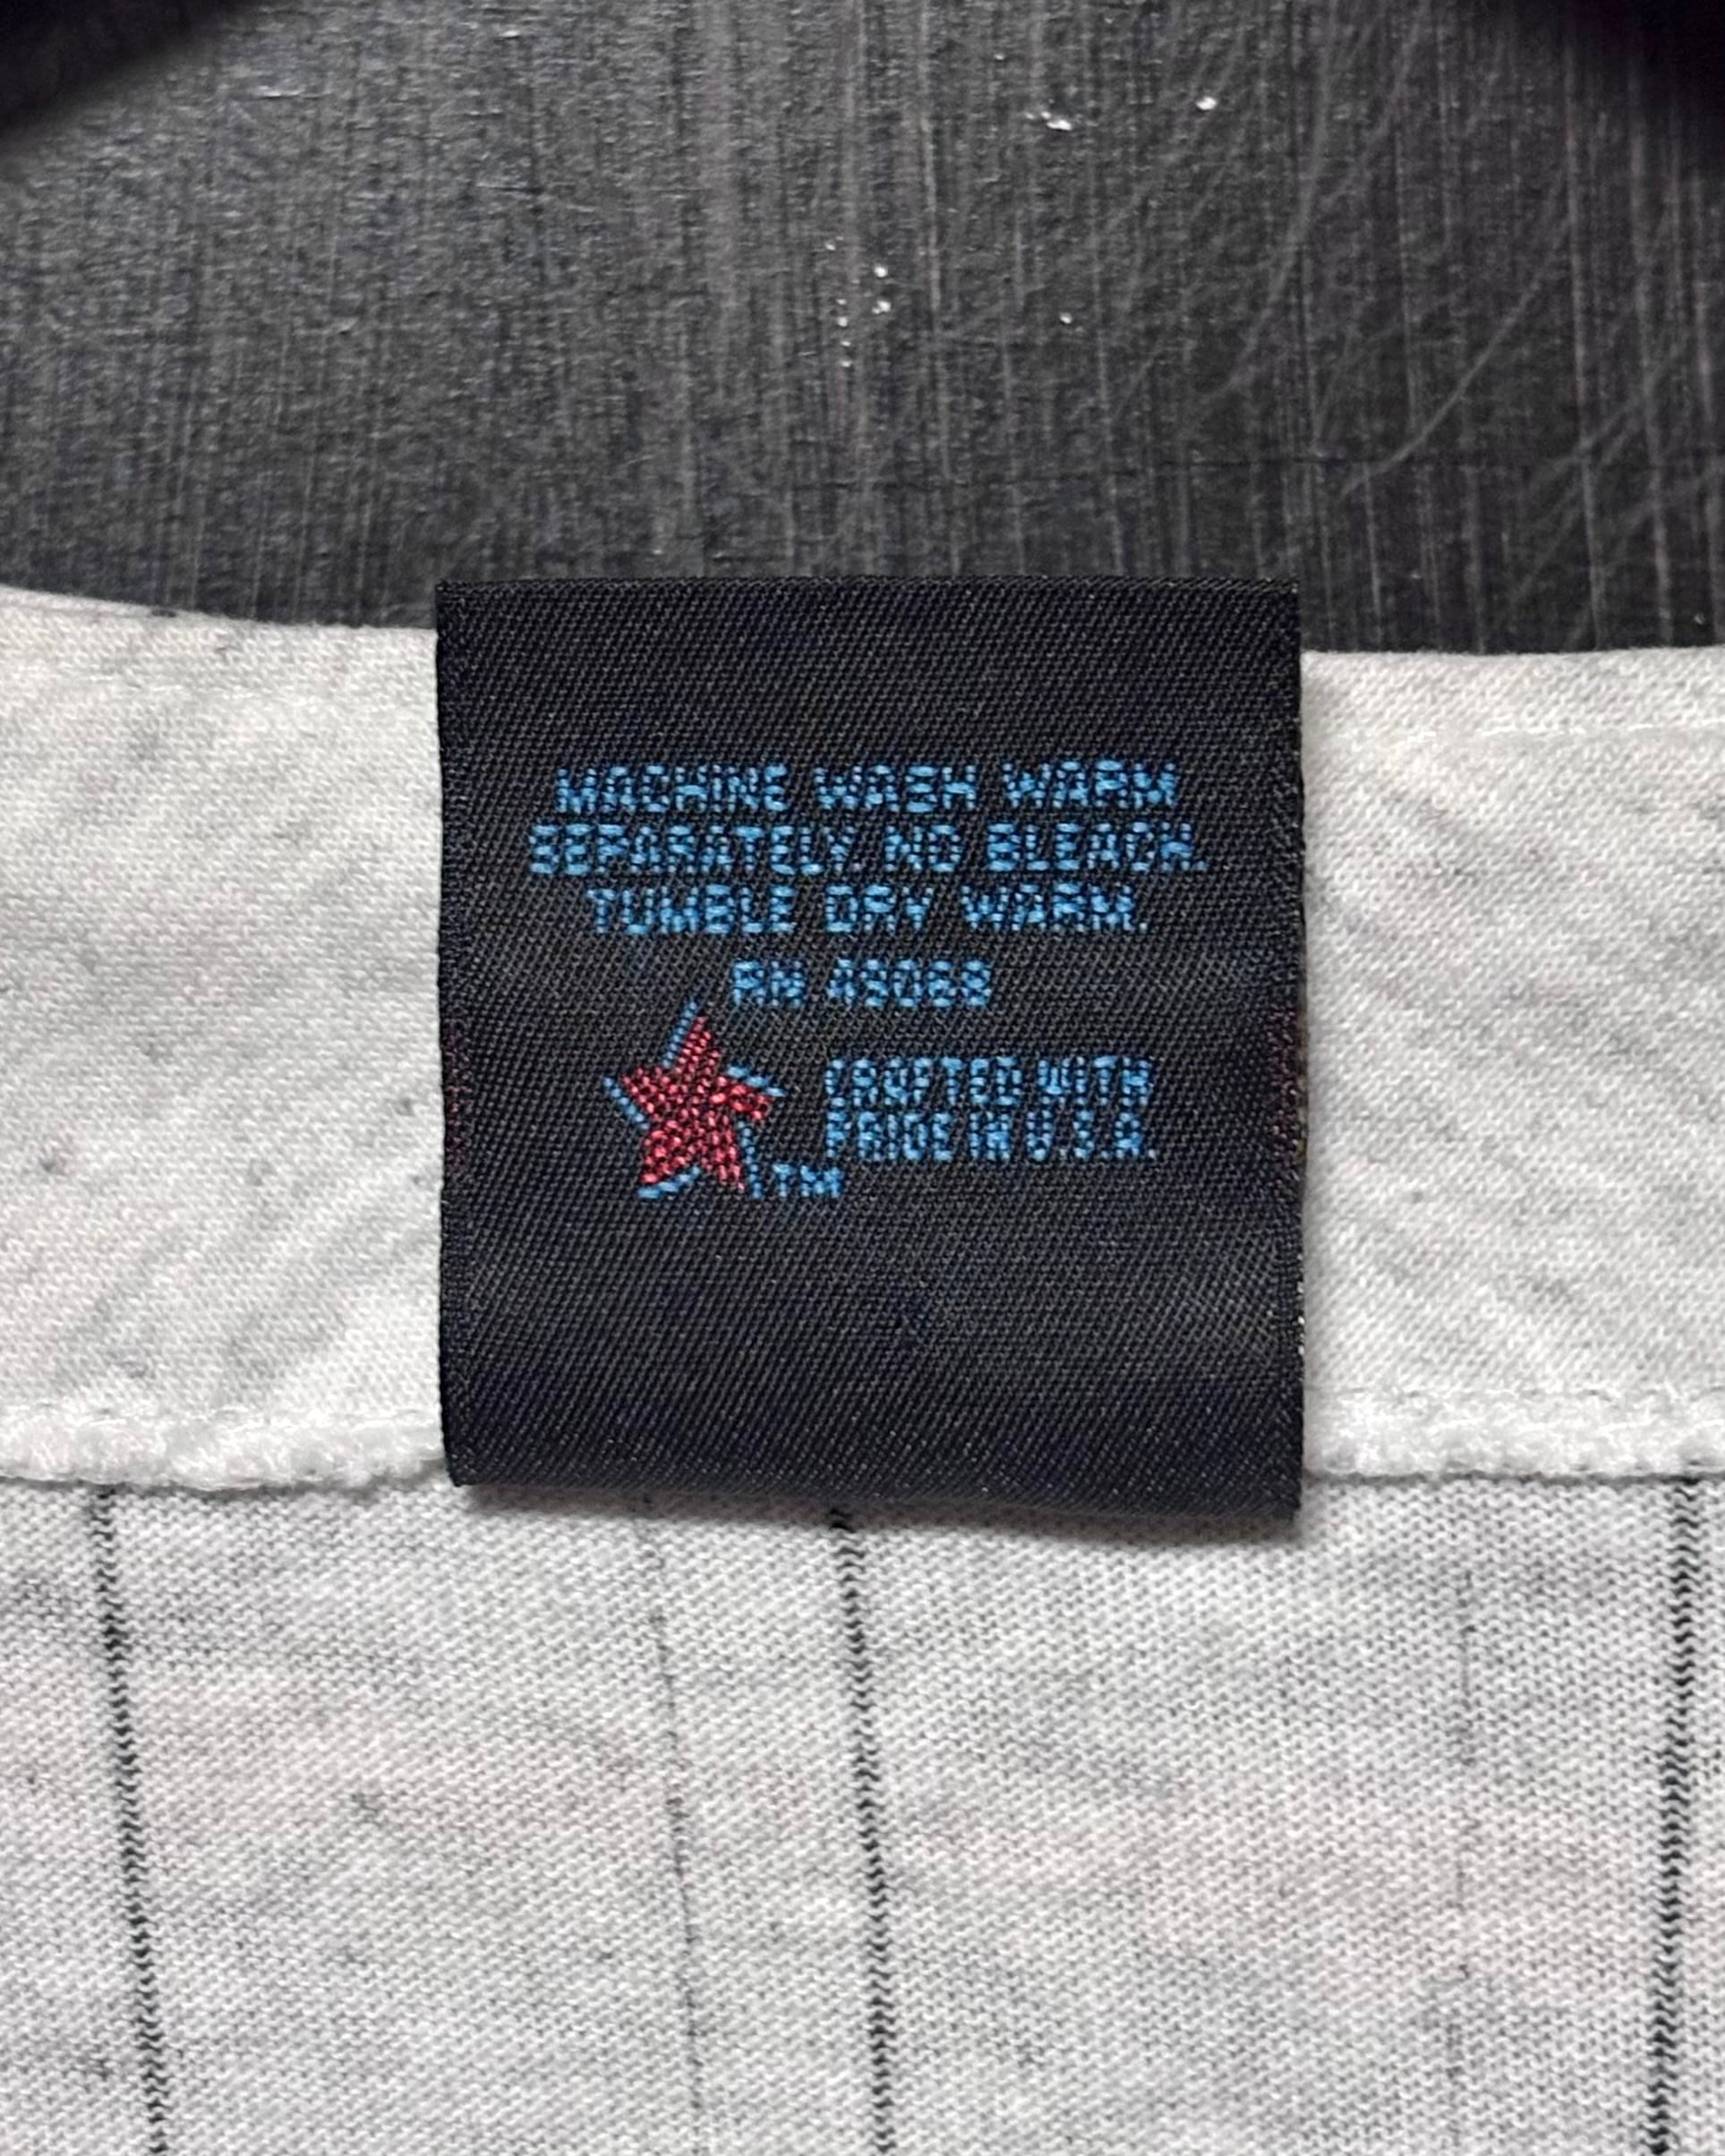 MACHINE WASH WARM
SEPARATELY. NO BLEACH.
TUMBLE DRY WARM.
RN 49068
CRAFTED WITH
PRIDE IN U.S.A.
TM